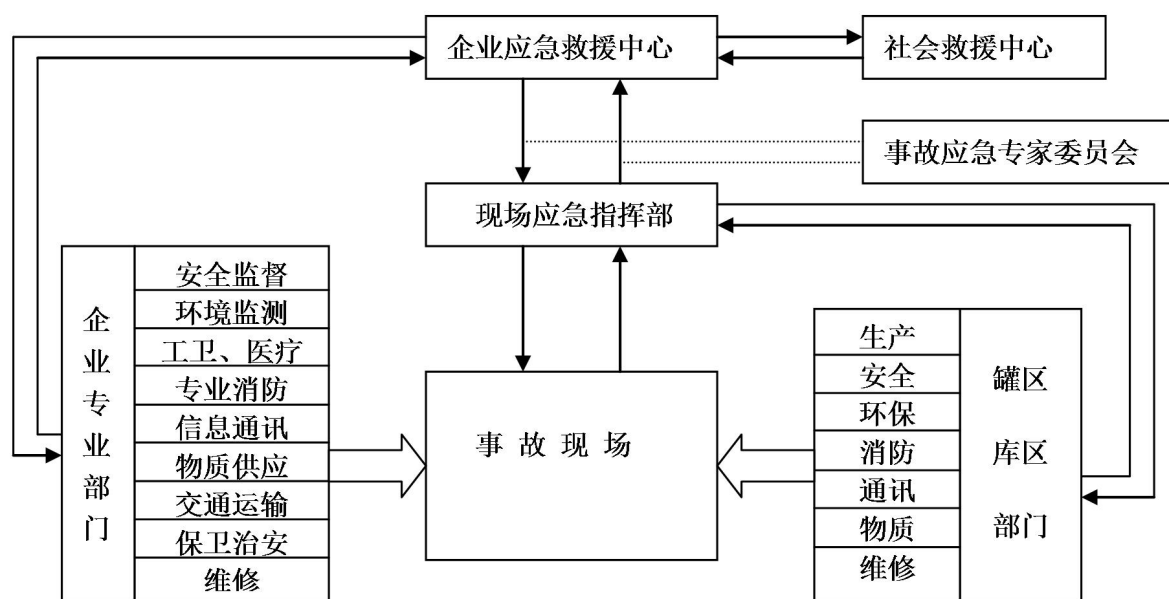 企业应急救援中心
社会救援中心
事故应急专家委员会
现场应急指挥部
企业专业部门
安全监督
环境监测
工卫、医疗
专业消防
信息通讯
物质供应
交通运输
保卫治安
维修
事故现场
生产
安全
环保
消防
通讯
物质
维修
罐区
库区
部门